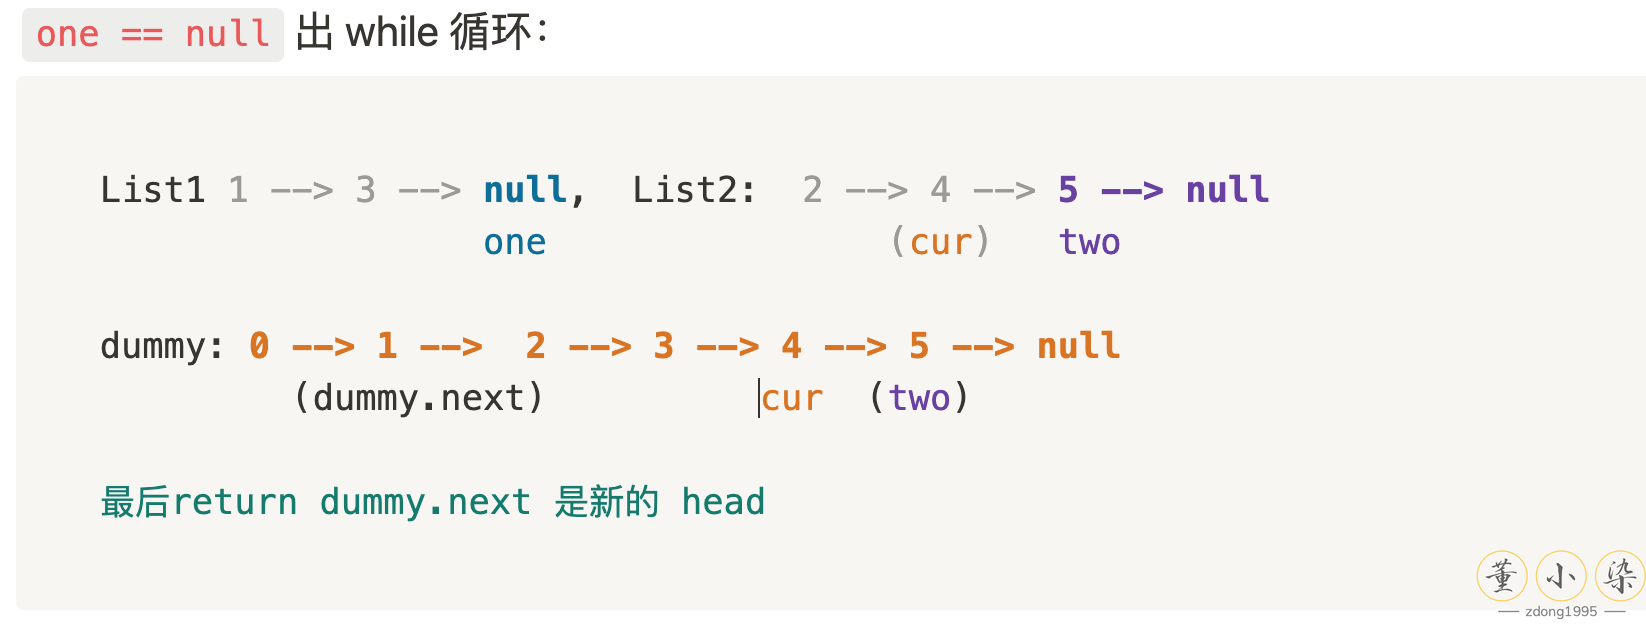 one == null 出 while 循环：
List1 1 --> 3 --> null, List2: 2 --> 4 --> 5 --> null
one (cur) two
dummy: 0 --> 1 --> 2 --> 3 --> 4 --> 5 --> null
(dummy.next) cur (two)
最后return dummy.next 是新的 head
董小染
zdong1995